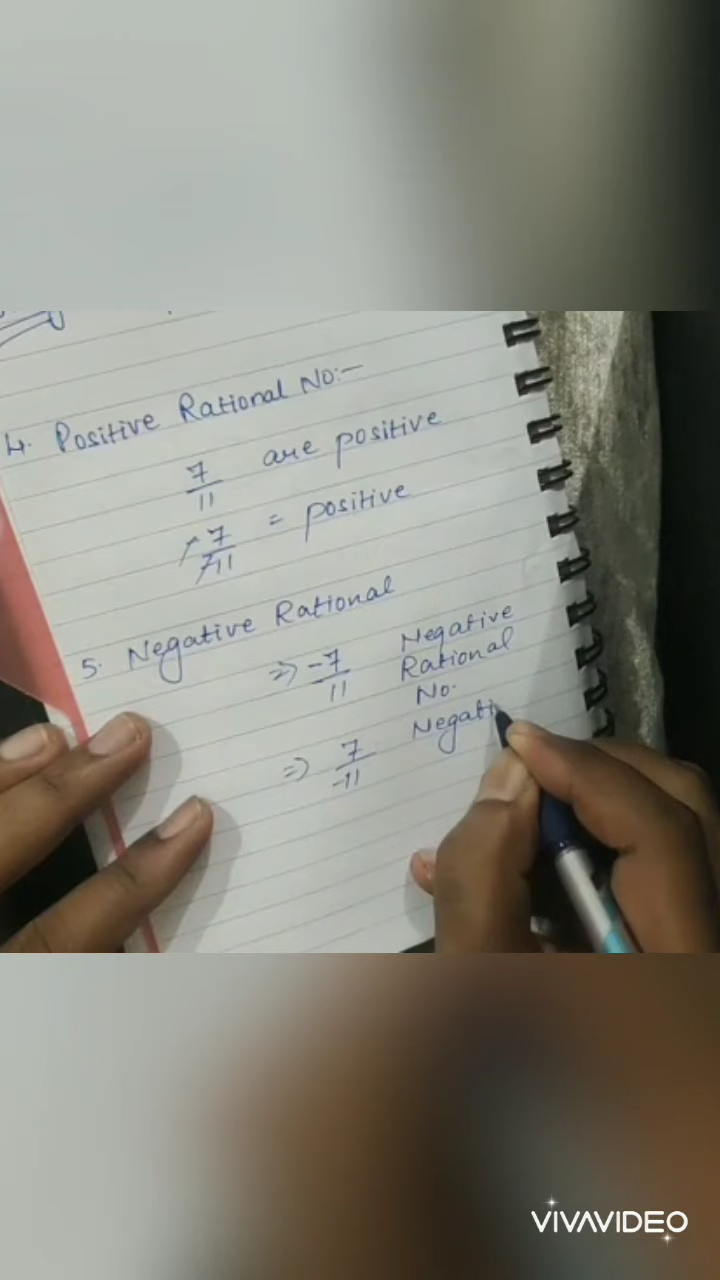 4. Positive Rational No:-
7/11 are positive
-7/-11 = positive
5. Negative Rational
=> -7/11 Negative
Rational
No.
=> 7/-11 Negati
VIVAVIDEO